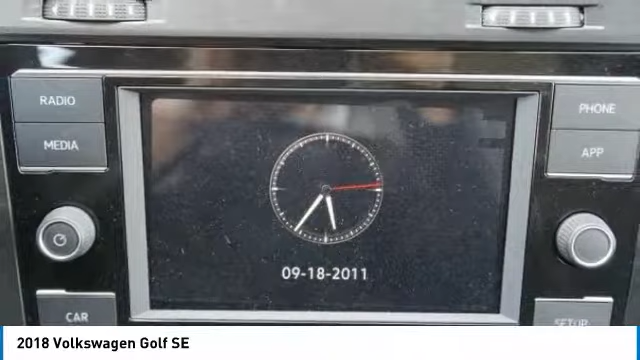 RADIO
MEDIA
PHONE
APP
09-18-2011
CAR
SETUP
2018 Volkswagen Golf SE